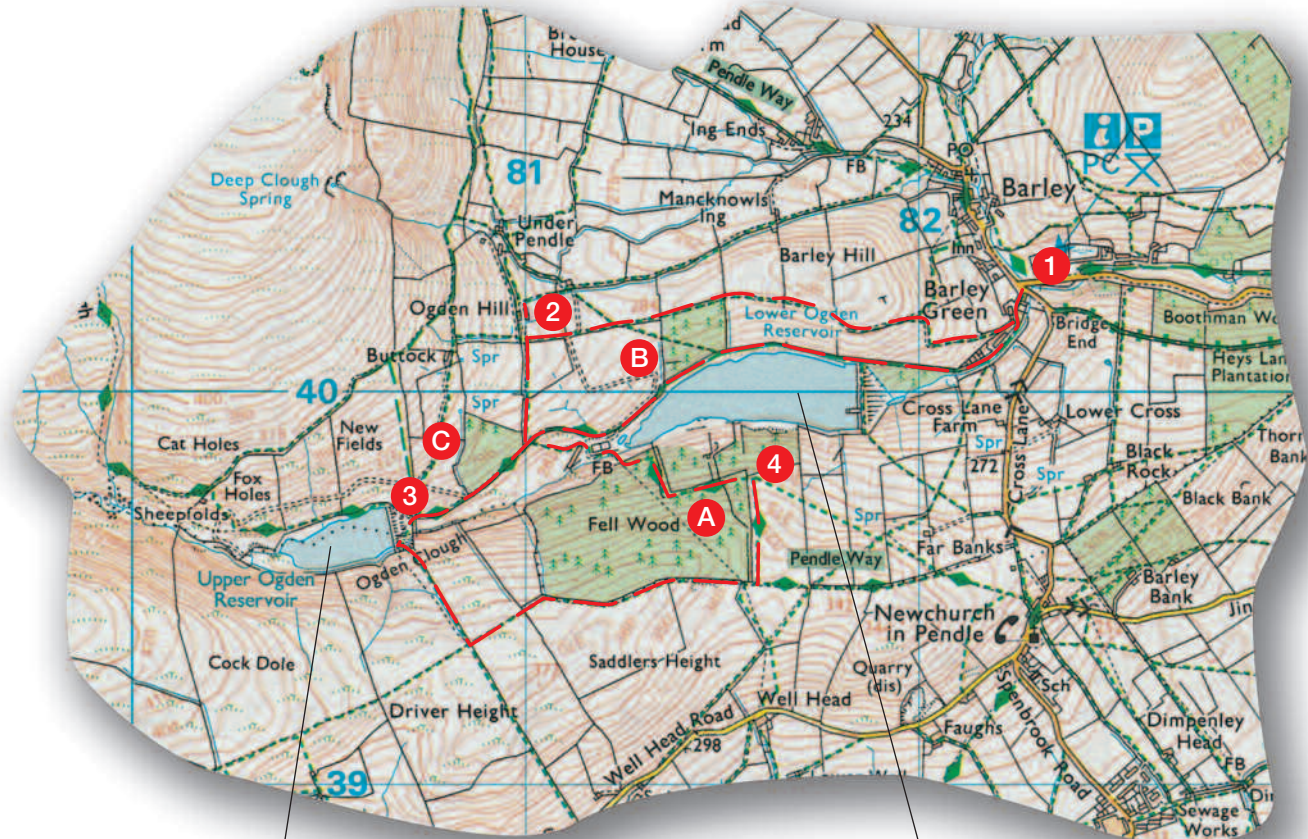 Pendle Way
Ing Ends
234
FB
PO
i P
PC
Barley
81
Deep Clough
Spring
Mancknowls
Ing
82
Under
Pendle
Inn
1
Barley Hill
Barley
Green
Ogden Hill
2
Lower Ogden
Reservoir
Bridge
End
Boothman
Buttock
Spr
B
Heys
Plantation
40
Spr
Cat Holes
New
Fields
C
Cross Lane
Farm
Lower Cross
Cross Lane
Spr
272
Spr
Black
Rock
Black Bank
Bank
Fox
Holes
Sheepfolds
3
FB
4
Fell Wood
A
Spr
Pendle Way
Far Banks
Upper Ogden
Reservoir
Ogden Clough
Barley
Bank
Newchurch
in Pendle
Cock Dole
Saddlers Height
Quarry
(dis)
Sch
Driver Height
Well Head
Well Head Road
298
Faughs
Spenbrook Road
Dimpenley
Head
FB
39
Sewage
Works